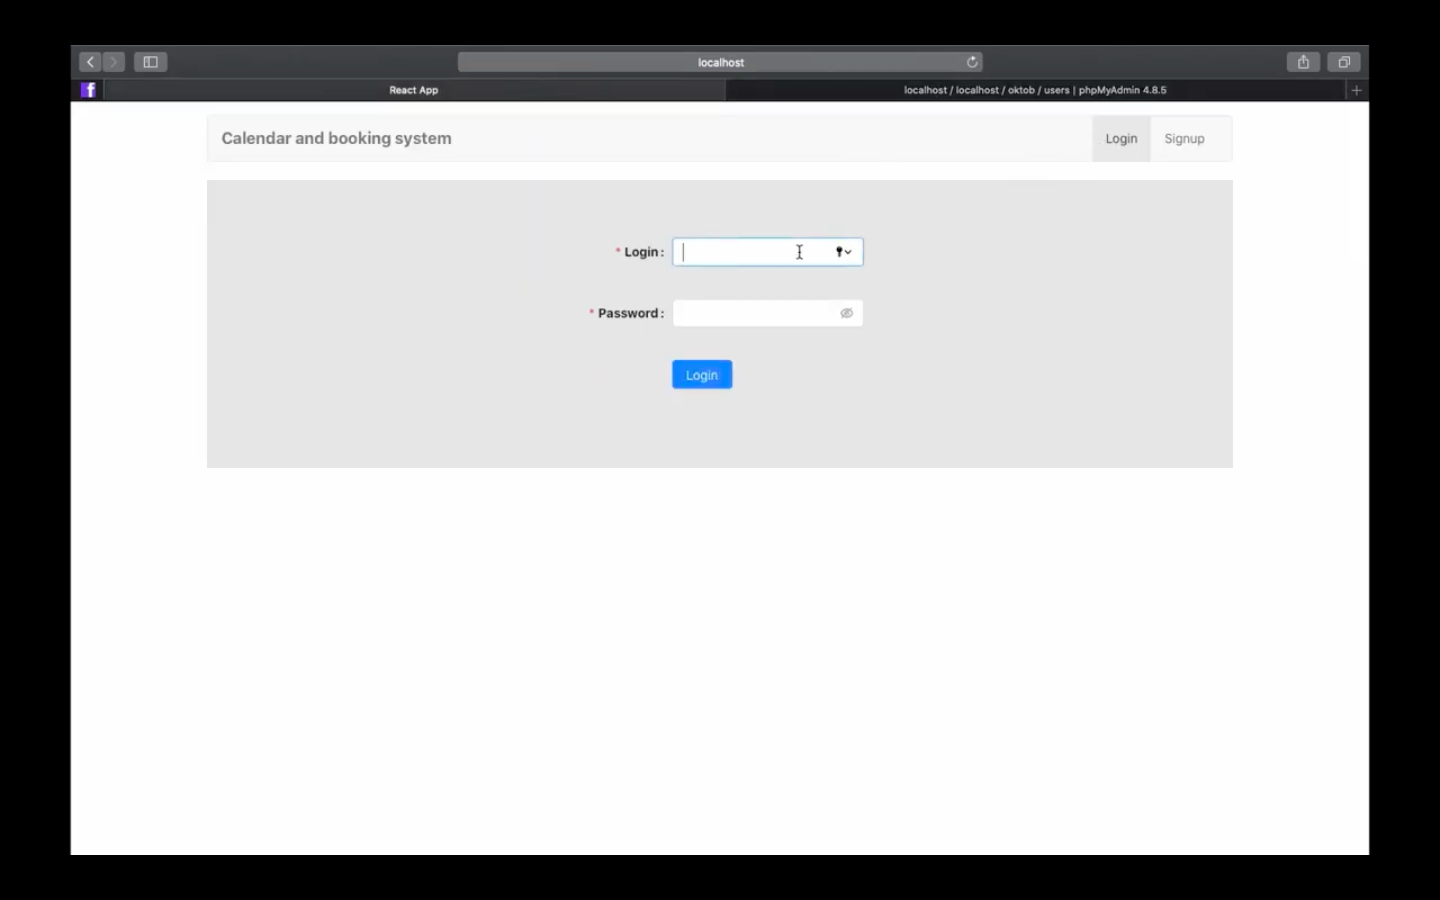 localhost
React App
localhost / localhost / oktob / users | phpMyAdmin 4.8.5
Calendar and booking system
Login
Signup
* Login :
* Password :
Login